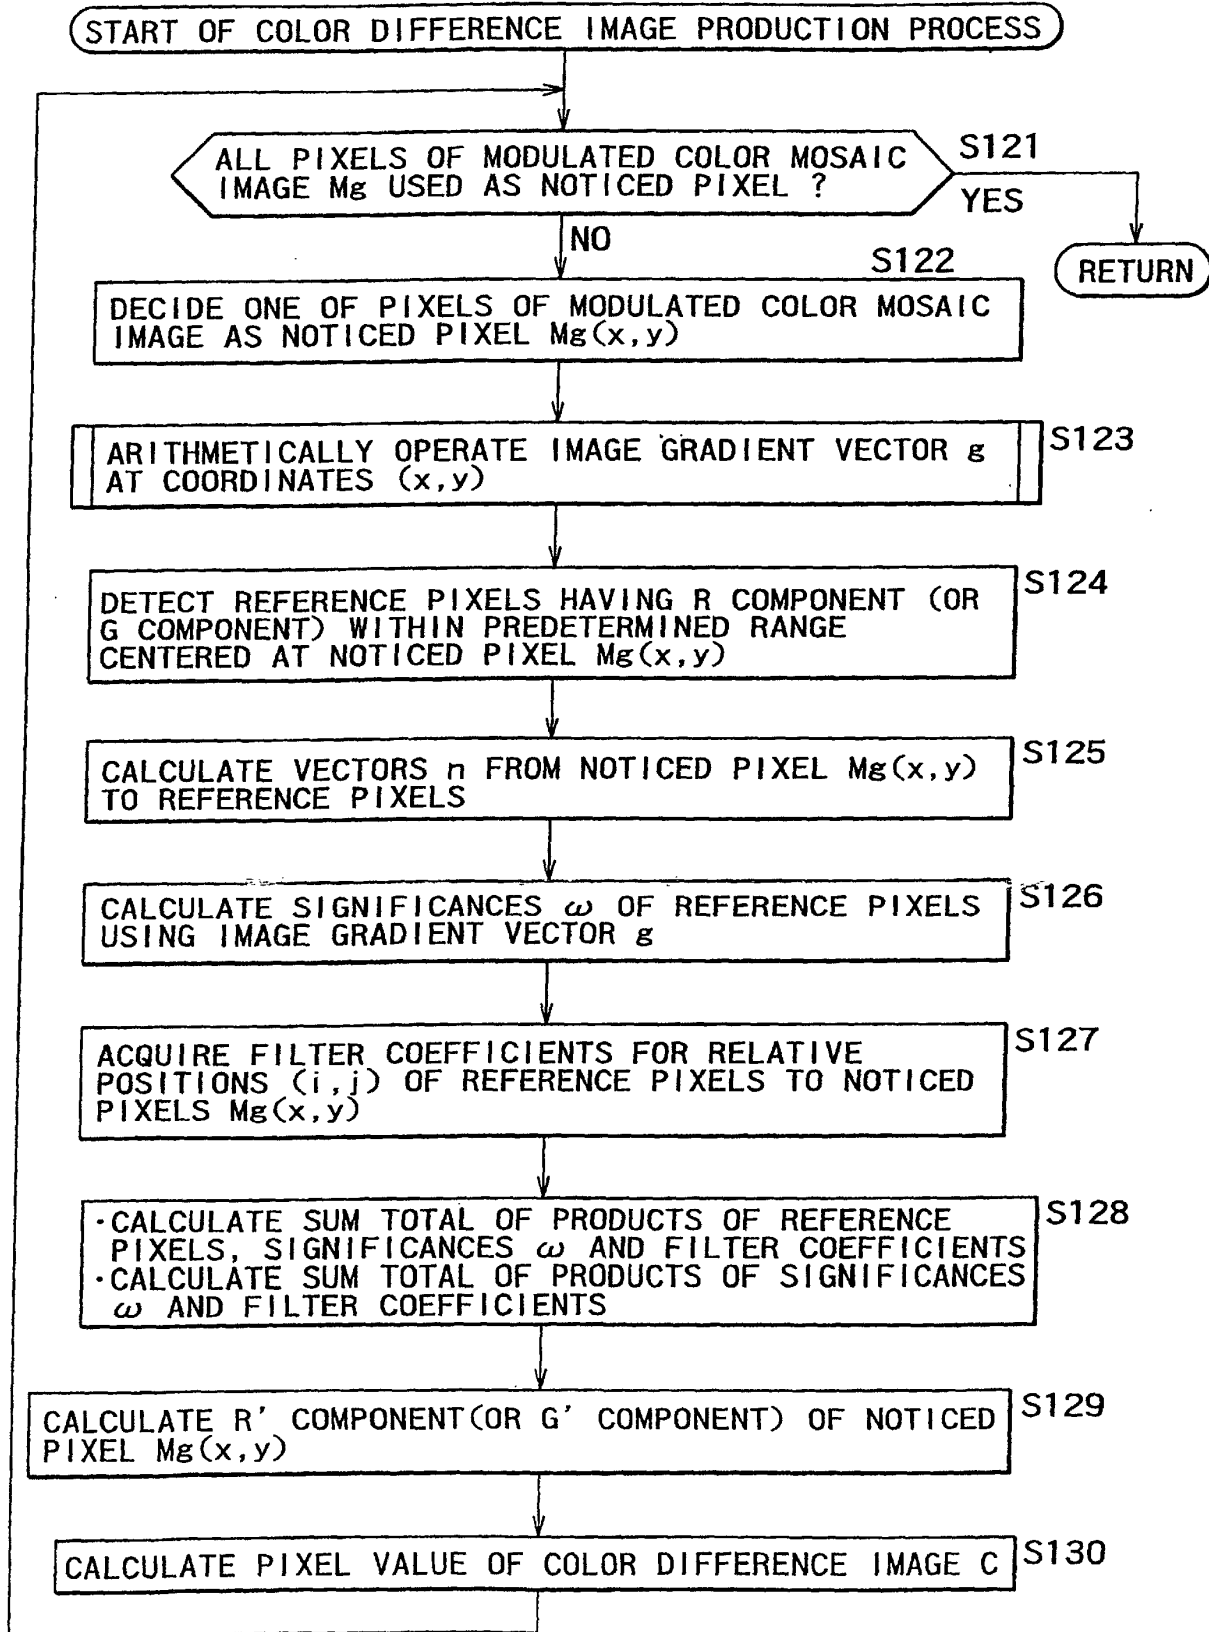 START OF COLOR DIFFERENCE IMAGE PRODUCTION PROCESS
ALL PIXELS OF MODULATED COLOR MOSAIC
IMAGE Mg USED AS NOTICED PIXEL ?
S121
YES
NO
RETURN
S122
DECIDE ONE OF PIXELS OF MODULATED COLOR MOSAIC
IMAGE AS NOTICED PIXEL Mg(x,y)
S123
ARITHMETICALLY OPERATE IMAGE GRADIENT VECTOR g
AT COORDINATES (x,y)
S124
DETECT REFERENCE PIXELS HAVING R COMPONENT (OR
G COMPONENT) WITHIN PREDETERMINED RANGE
CENTERED AT NOTICED PIXEL Mg(x,y)
S125
CALCULATE VECTORS n FROM NOTICED PIXEL Mg(x,y)
TO REFERENCE PIXELS
S126
CALCULATE SIGNIFICANCES ω OF REFERENCE PIXELS
USING IMAGE GRADIENT VECTOR g
S127
ACQUIRE FILTER COEFFICIENTS FOR RELATIVE
POSITIONS (i,j) OF REFERENCE PIXELS TO NOTICED
PIXELS Mg(x,y)
S128
·CALCULATE SUM TOTAL OF PRODUCTS OF REFERENCE
PIXELS, SIGNIFICANCES ω AND FILTER COEFFICIENTS
·CALCULATE SUM TOTAL OF PRODUCTS OF SIGNIFICANCES
ω AND FILTER COEFFICIENTS
S129
CALCULATE R' COMPONENT(OR G' COMPONENT) OF NOTICED
PIXEL Mg(x,y)
S130
CALCULATE PIXEL VALUE OF COLOR DIFFERENCE IMAGE C